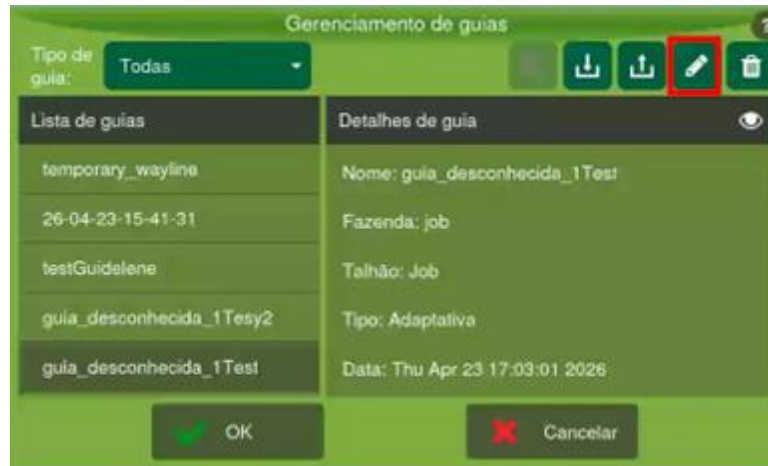 Gerenciamento de guias
?
Tipo de
guia:
Todas
Lista de guias
temporary_wayline
26-04-23-15-41-31
testGuidelene
guia_desconhecida_1Tesy2
guia_desconhecida_1Test
Detalhes de guia
Nome: guia_desconhecida_1Test
Fazenda: job
Talhão: Job
Tipo: Adaptativa
Data: Thu Apr 23 17:03:01 2026
OK
Cancelar